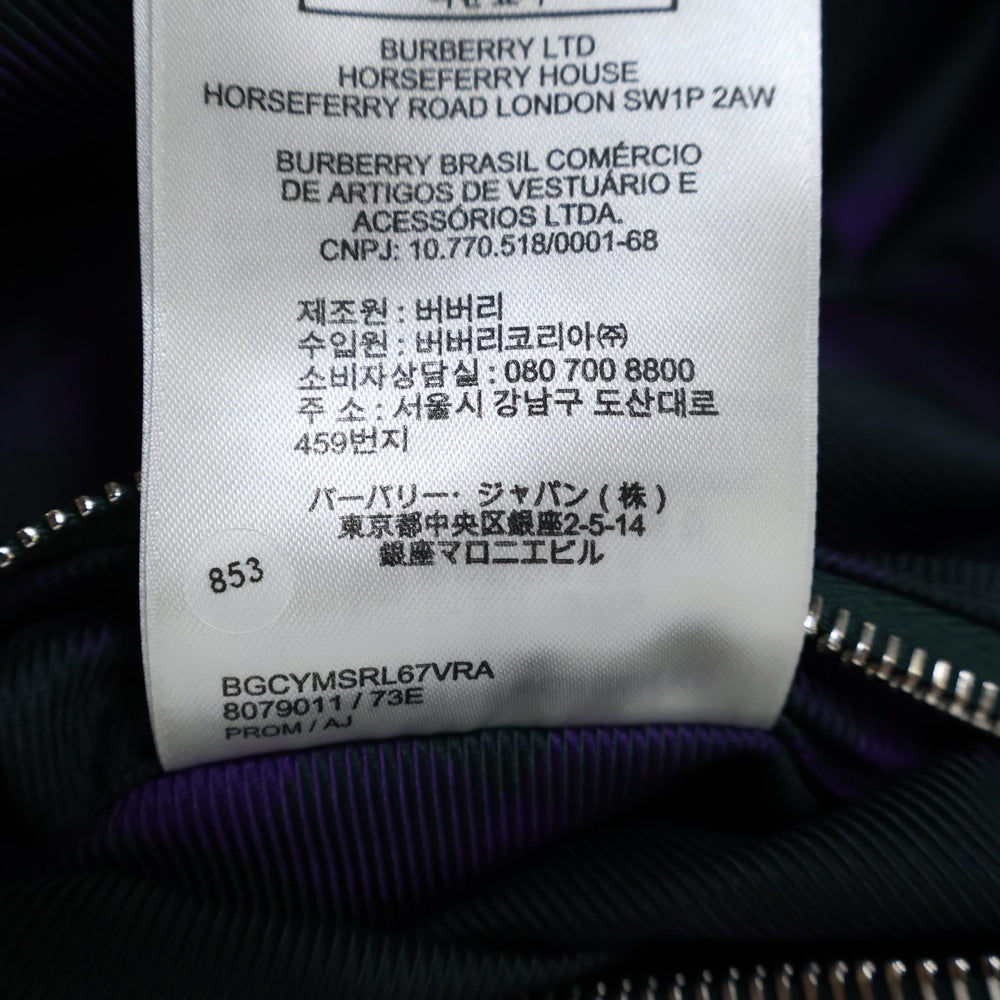 BURBERRY LTD
HORSEFERRY HOUSE
HORSEFERRY ROAD LONDON SW1P 2AW
BURBERRY BRASIL COMÉRCIO
DE ARTIGOS DE VESTUÁRIO E
ACESSÓRIOS LTDA.
CNPJ: 10.770.518/0001-68
제조원 : 버버리
수입원 : 버버리코리아㈜
소비자상담실 : 080 700 8800
주 소 : 서울시 강남구 도산대로
459번지
バーバリー・ジャパン(株)
東京都中央区銀座2-5-14
銀座マロニエビル
853
BGCYMSRL67VRA
8079011 / 73E
PROM / AJ